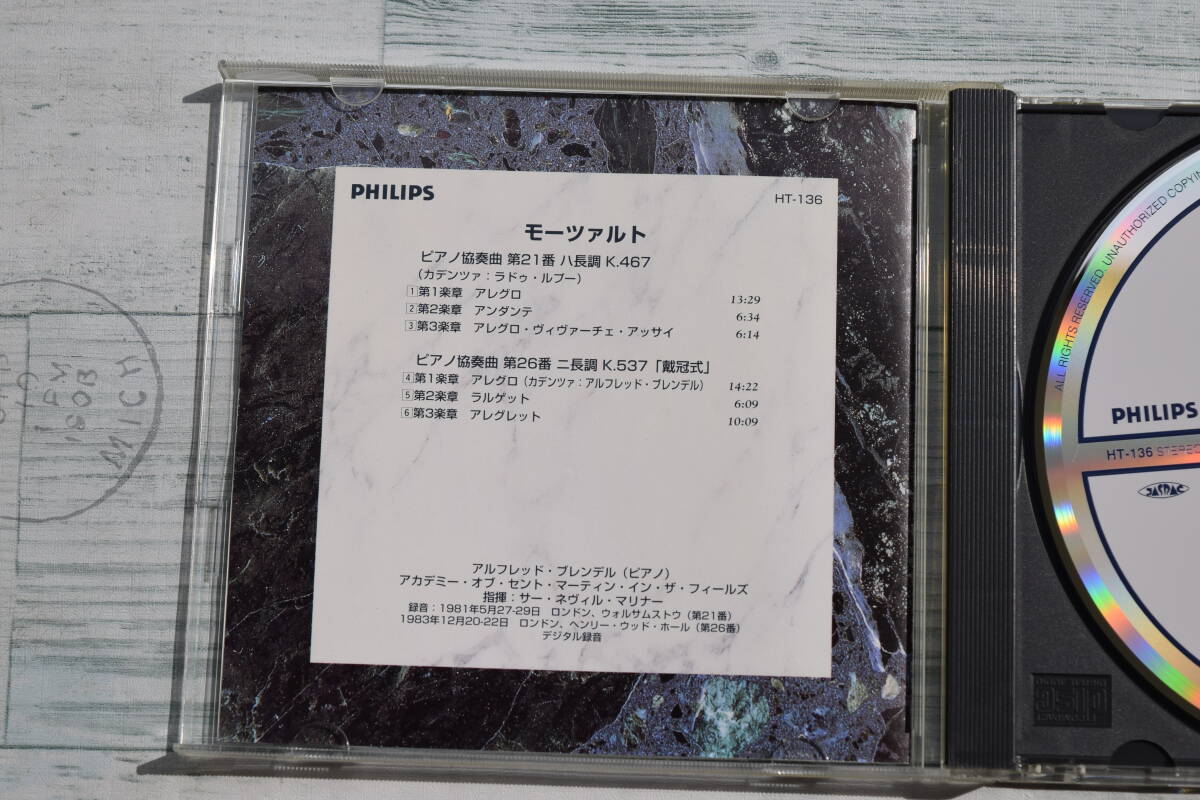 PHILIPS
HT-136
モーツァルト
ピアノ協奏曲 第21番 ハ長調 K.467
(カデンツァ:ラドゥ・ルプー)
1 第1楽章 アレグロ 13:29
2 第2楽章 アンダンテ 6:34
3 第3楽章 アレグロ・ヴィヴァーチェ・アッサイ 6:14
ピアノ協奏曲 第26番 ニ長調 K.537「戴冠式」
4 第1楽章 アレグロ(カデンツァ:アルフレッド・ブレンデル) 14:22
5 第2楽章 ラルゲット 6:09
6 第3楽章 アレグレット 10:09
アルフレッド・ブレンデル(ピアノ)
アカデミー・オブ・セント・マーティン・イン・ザ・フィールズ
指揮:サー・ネヴィル・マリナー
録音:1981年5月27-29日 ロンドン、ウォルサムストウ(第21番)
1983年12月20-22日 ロンドン、ヘンリー・ウッド・ホール(第26番)
デジタル録音
ALL RIGHTS RESERVED. UNAUTHORIZED COPYIN
PHILIPS
HT-136 STEREO
JASRAC
COMPACT
disc
DIGITAL AUDIO
MICH.